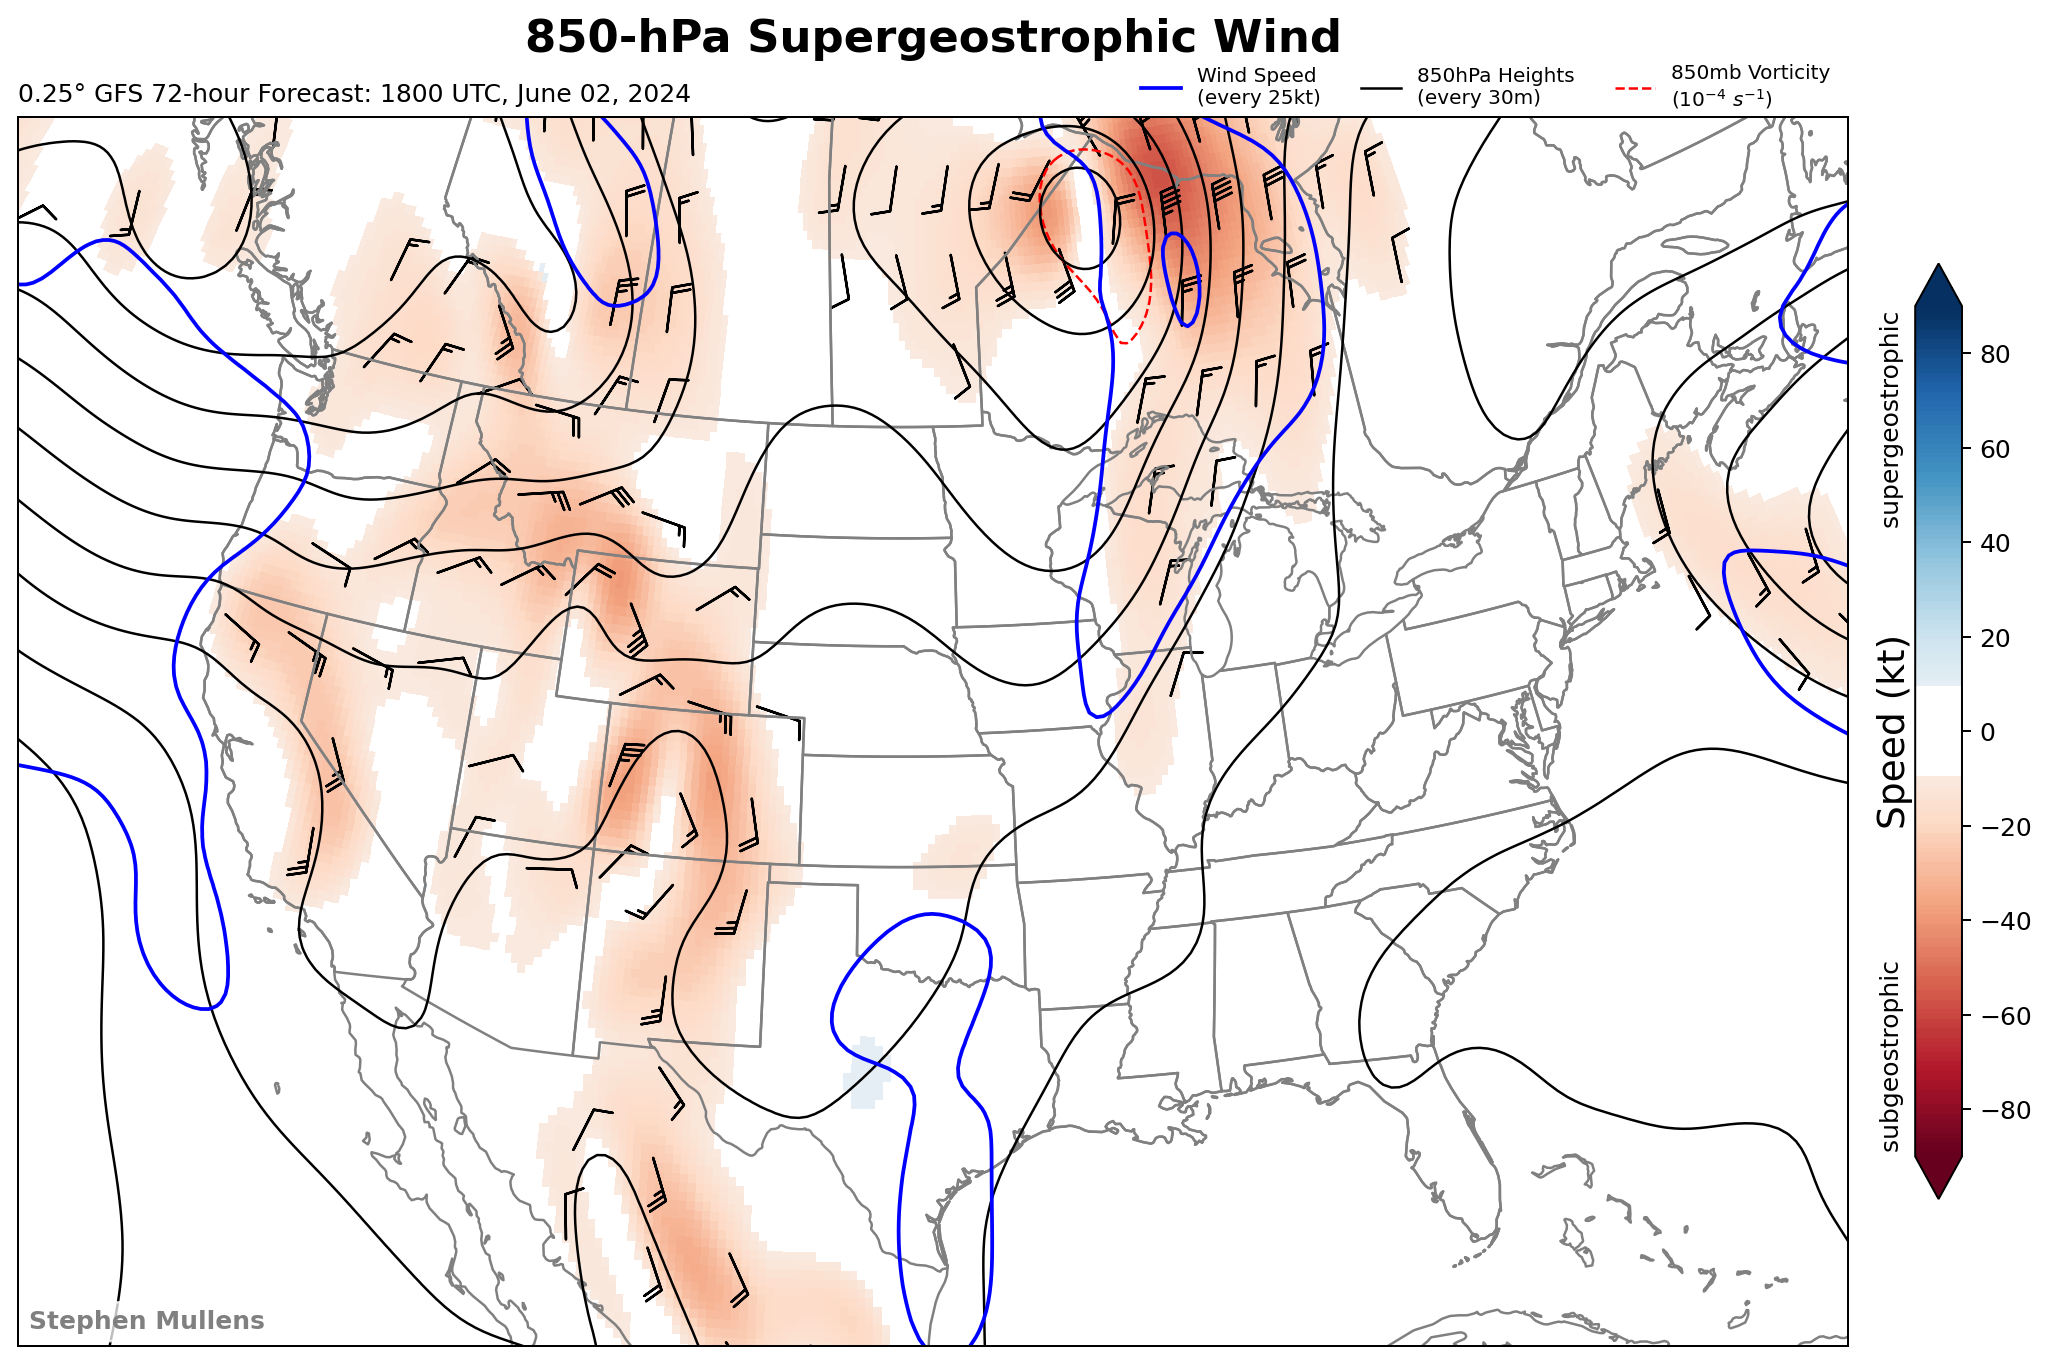 850-hPa Supergeostrophic Wind
0.25° GFS 72-hour Forecast: 1800 UTC, June 02, 2024
Wind Speed
(every 25kt)
850hPa Heights
(every 30m)
850mb Vorticity
(10⁻⁴ s⁻¹)
supergeostrophic
Speed (kt)
subgeostrophic
80
60
40
20
0
−20
−40
−60
−80
Stephen Mullens